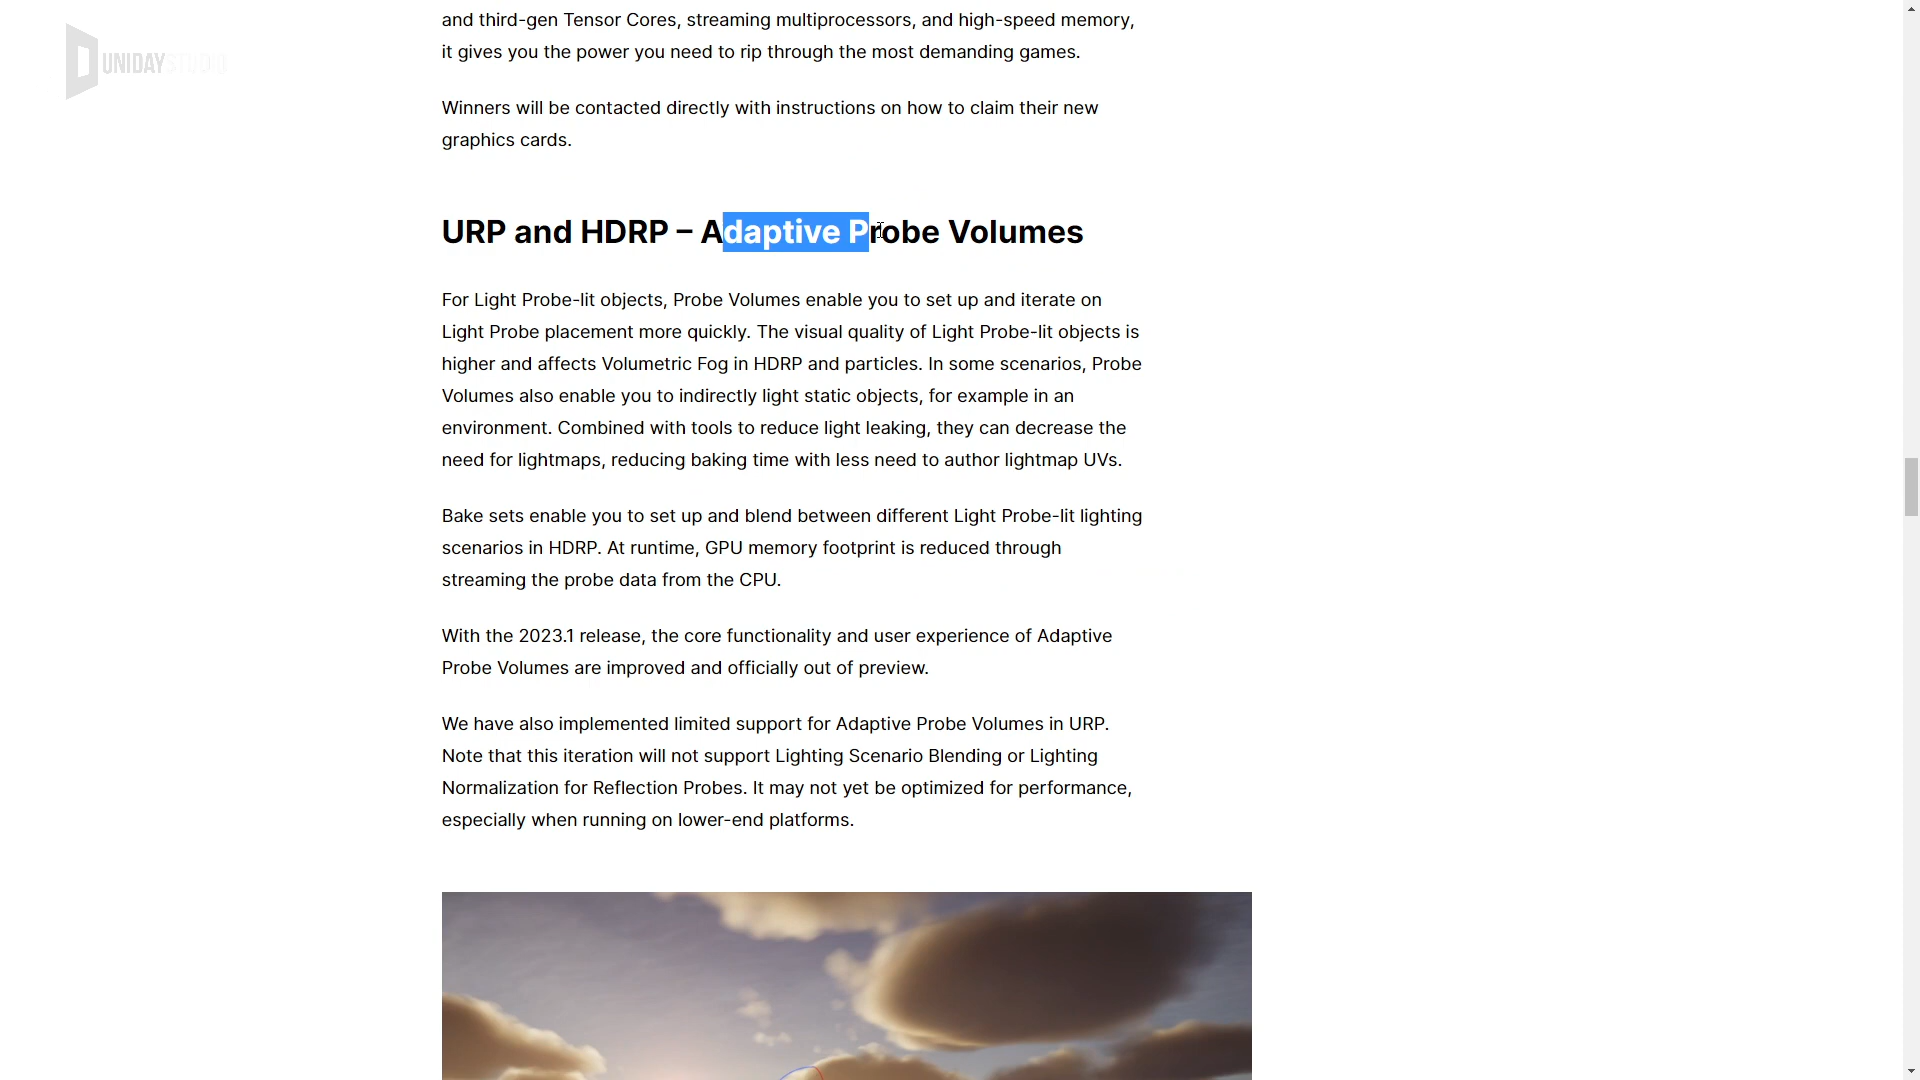 and third-gen Tensor Cores, streaming multiprocessors, and high-speed memory,
it gives you the power you need to rip through the most demanding games.
UNIDAYSTUDIO
Winners will be contacted directly with instructions on how to claim their new
graphics cards.
URP and HDRP – Adaptive Probe Volumes
For Light Probe-lit objects, Probe Volumes enable you to set up and iterate on
Light Probe placement more quickly. The visual quality of Light Probe-lit objects is
higher and affects Volumetric Fog in HDRP and particles. In some scenarios, Probe
Volumes also enable you to indirectly light static objects, for example in an
environment. Combined with tools to reduce light leaking, they can decrease the
need for lightmaps, reducing baking time with less need to author lightmap UVs.
Bake sets enable you to set up and blend between different Light Probe-lit lighting
scenarios in HDRP. At runtime, GPU memory footprint is reduced through
streaming the probe data from the CPU.
With the 2023.1 release, the core functionality and user experience of Adaptive
Probe Volumes are improved and officially out of preview.
We have also implemented limited support for Adaptive Probe Volumes in URP.
Note that this iteration will not support Lighting Scenario Blending or Lighting
Normalization for Reflection Probes. It may not yet be optimized for performance,
especially when running on lower-end platforms.